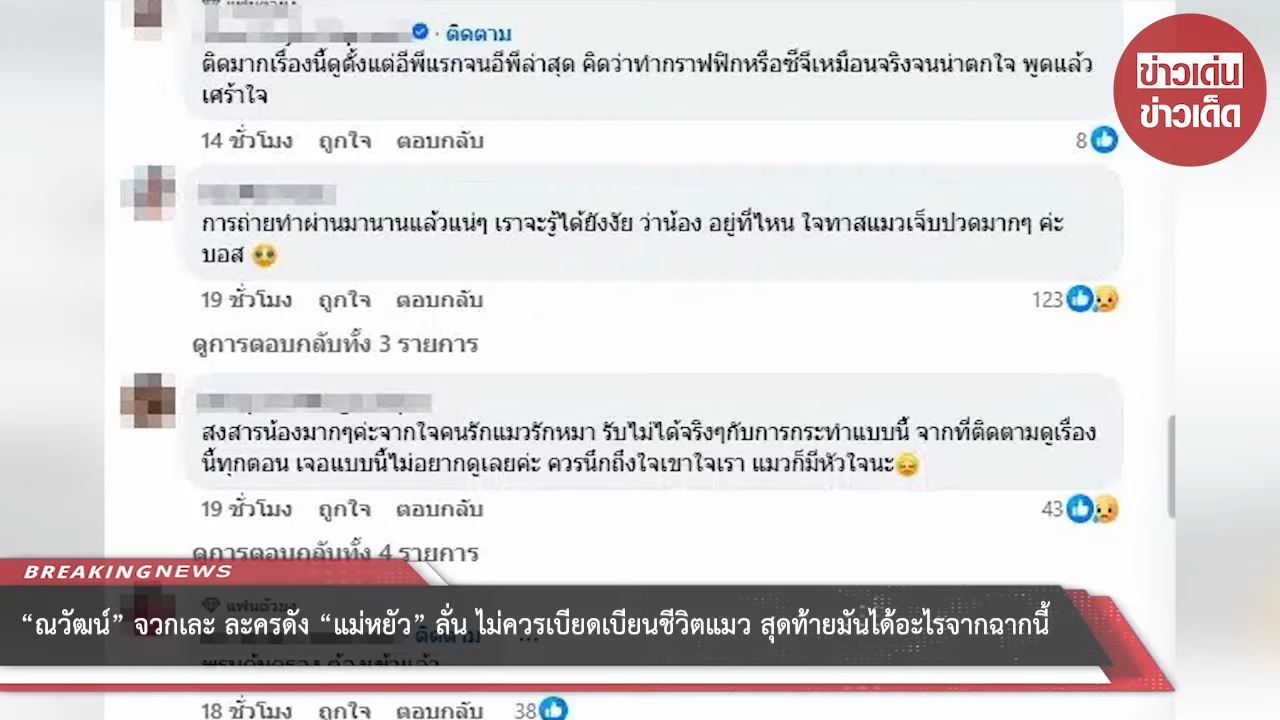 แฟนตัวยง
ติดตาม
ติดมากเรื่องนี้ดูตั้งแต่อีพีแรกจนอีพีล่าสุด คิดว่าทำกราฟฟิกหรือซีจีเหมือนจริงจนน่าตกใจ พูดแล้ว
เศร้าใจ
14 ชั่วโมง ถูกใจ ตอบกลับ
8
ข่าวเด่น
ข่าวเด็ด
การถ่ายทำผ่านมานานแล้วแน่ๆ เราจะรู้ได้ยังงัย ว่าน้อง อยู่ที่ไหน ใจทาสแมวเจ็บปวดมากๆ ค่ะ
บอส
19 ชั่วโมง ถูกใจ ตอบกลับ
123
ดูการตอบกลับทั้ง 3 รายการ
สงสารน้องมากๆค่ะจากใจคนรักแมวรักหมา รับไม่ได้จริงๆกับการกระทำแบบนี้ จากที่ติดตามดูเรื่อง
นี้ทุกตอน เจอแบบนี้ไม่อยากดูเลยค่ะ ควรนึกถึงใจเขาใจเรา แมวก็มีหัวใจนะ
19 ชั่วโมง ถูกใจ ตอบกลับ
43
ดูการตอบกลับทั้ง 4 รายการ
BREAKINGNEWS
แฟนตัวยง
“ณวัฒน์” จวกเละ ละครดัง “แม่หยัว” ลั่น ไม่ควรเบียดเบียนชีวิตแมว สุดท้ายมันได้อะไรจากฉากนี้
ติดตาม
18 ชั่วโมง ถูกใจ ตอบกลับ 38